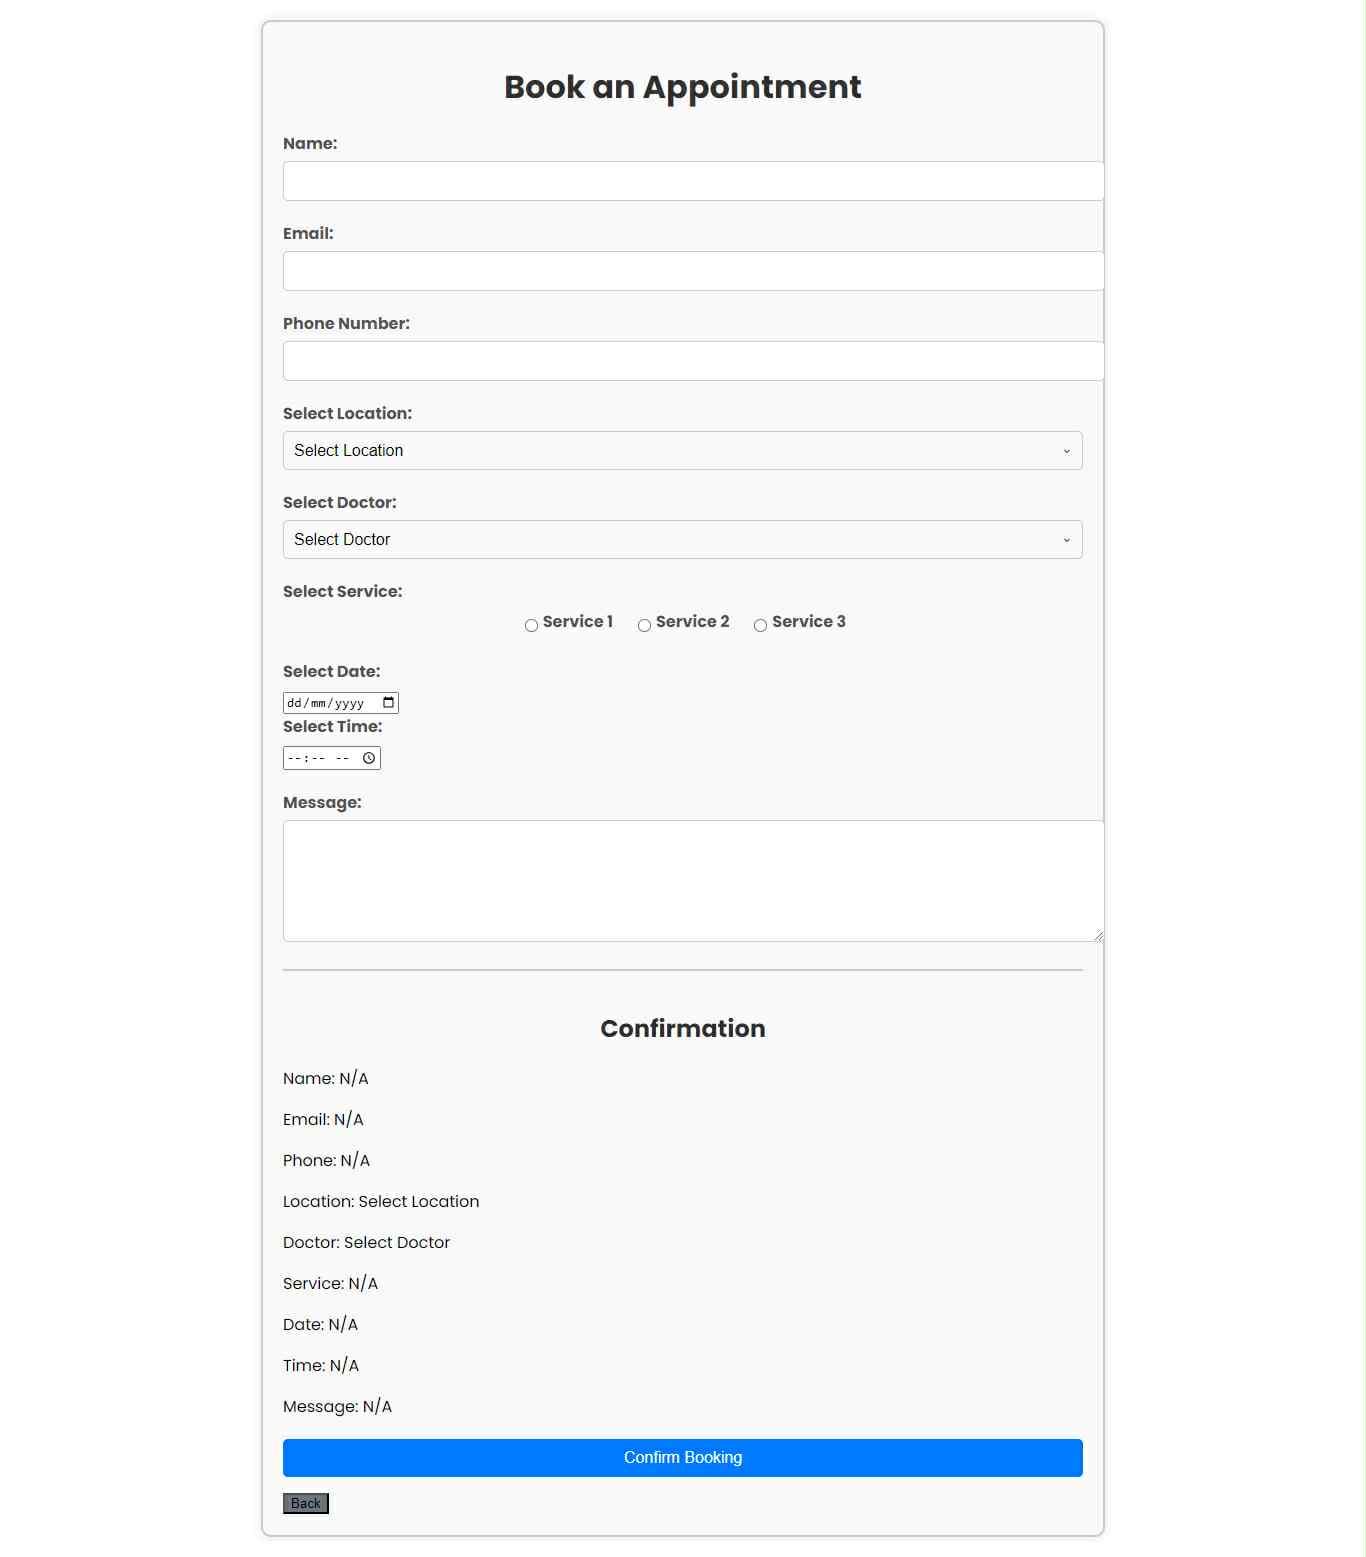 Book an Appointment
Name:
Email:
Phone Number:
Select Location:
Select Location
Select Doctor:
Select Doctor
Select Service:
Service 1 Service 2 Service 3
Select Date:
dd/mm/yyyy
Select Time:
--:-- --
Message:
Confirmation
Name: N/A
Email: N/A
Phone: N/A
Location: Select Location
Doctor: Select Doctor
Service: N/A
Date: N/A
Time: N/A
Message: N/A
Confirm Booking
Back